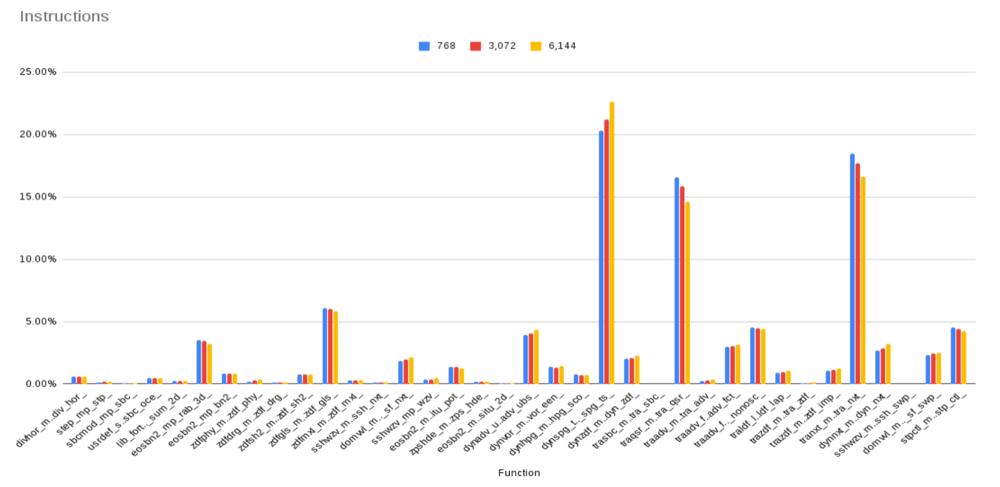 Instructions
768
3,072
6,144
25.00%
20.00%
15.00%
10.00%
5.00%
0.00%
divhor_m..div_hor_
step_mp_stp_
sbcmod_mp_sbc_
usrdef_s..sbc_oce_
lib_fort.._sum_2d_
eosbn2_mp_rab_3d_
eosbn2_mp_bn2_
zdfphy_m..zdf_phy_
zdfdrg_m..zdf_drg_
zdfsh2_m..zdf_sh2_
zdfgls_m..zdf_gls_
zdfmxl_m..zdf_mxl_
sshwzv_m..ssh_nxt_
domvvl_m.._sf_nxt_
sshwzv_mp_wzv_
eosbn2_m..itu_pot_
zpshde_m..zps_hde_
eosbn2_m..situ_2d_
dynadv_u..adv_ubs_
dynvor_m..vor_een_
dynhpg_m..hpg_sco_
dynspg_t.._spg_ts_
dynzdf_m..dyn_zdf_
trasbc_m..tra_sbc_
traqsr_m..tra_qsr_
traadv_m..tra_adv_
traadv_f..adv_fct_
traadv_f.._nonosc_
traldf_l..ldf_lap_
trazdf_m..tra_zdf_
trazdf_m..zdf_imp_
tranxt_m..tra_nxt_
dynnxt_m..dyn_nxt_
sshwzv_m..ssh_swp_
domvvl_m.._sf_swp_
stpctl_m..stp_ctl_
Function